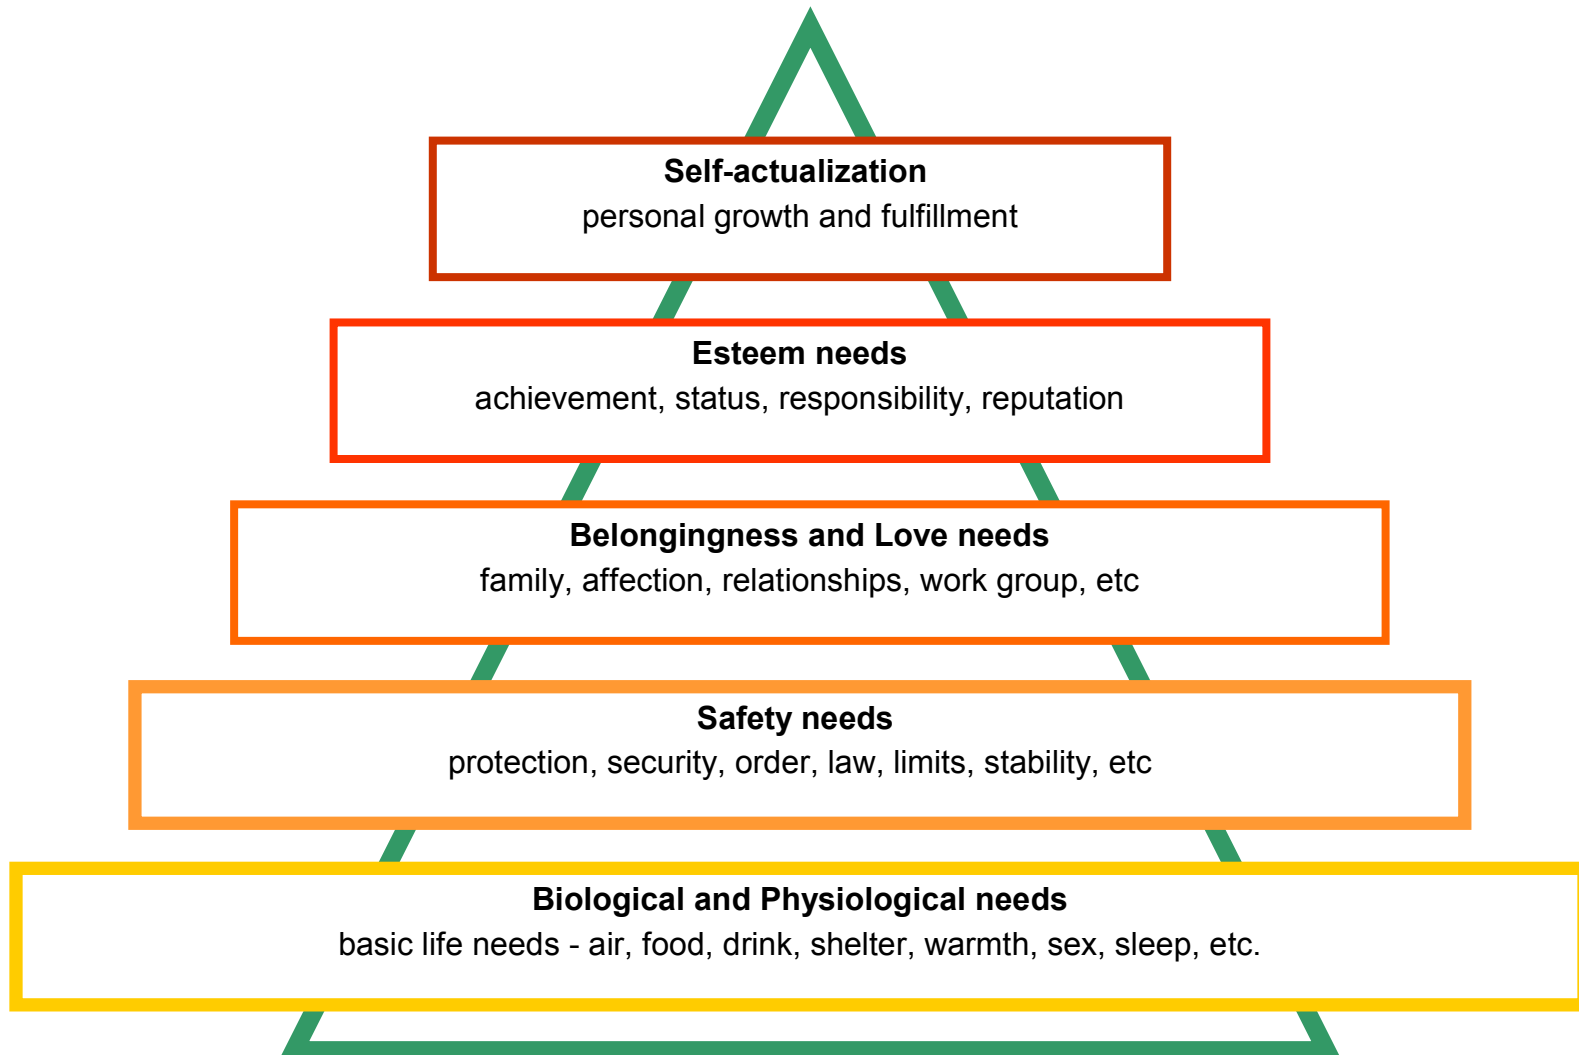 Self-actualization
personal growth and fulfillment
Esteem needs
achievement, status, responsibility, reputation
Belongingness and Love needs
family, affection, relationships, work group, etc
Safety needs
protection, security, order, law, limits, stability, etc
Biological and Physiological needs
basic life needs - air, food, drink, shelter, warmth, sex, sleep, etc.